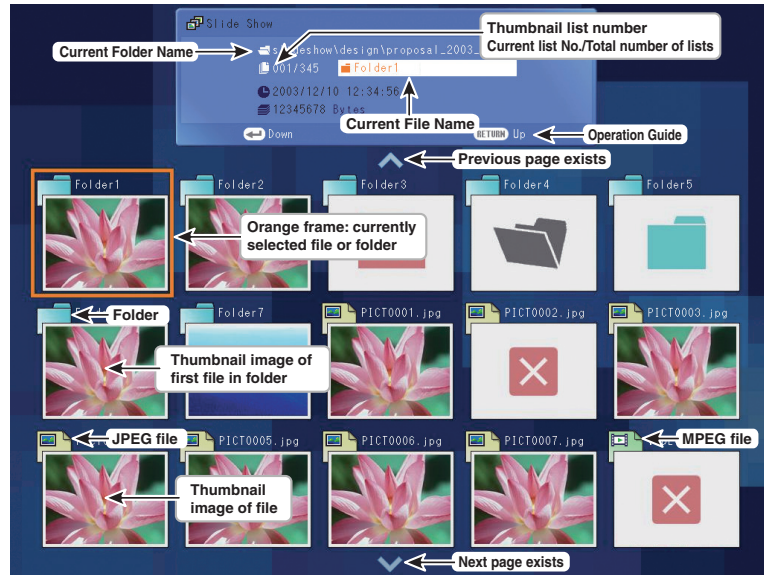 Slide Show
Thumbnail list number
Current list No./Total number of lists
Current Folder Name
slideshow\design\proposal_2003_
001/345
Folder1
2003/12/10 12:34:56
12345678 Bytes
Current File Name
Down
RETURN Up
Operation Guide
Previous page exists
Folder1
Folder2
Folder3
Folder4
Folder5
Orange frame: currently
selected file or folder
Folder
Folder7
PICT0001.jpg
PICT0002.jpg
PICT0003.jpg
Thumbnail image of
first file in folder
JPEG file
PICT0005.jpg
PICT0006.jpg
PICT0007.jpg
MPEG file
Thumbnail
image of file
Next page exists